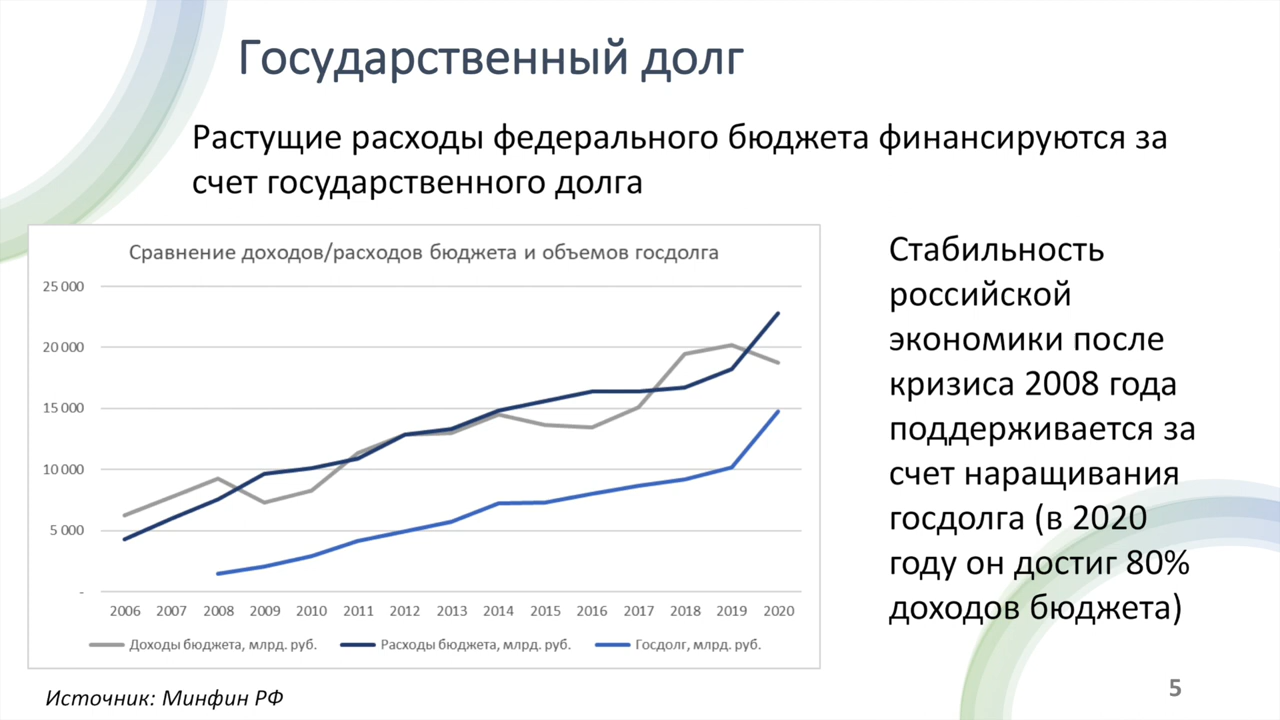 Государственный долг
Растущие расходы федерального бюджета финансируются за
счет государственного долга
Сравнение доходов/расходов бюджета и объемов госдолга
25 000
20 000
15 000
10 000
5 000
-
2006 2007 2008 2009 2010 2011 2012 2013 2014 2015 2016 2017 2018 2019 2020
Доходы бюджета, млрд. руб. Расходы бюджета, млрд. руб. Госдолг, млрд. руб.
Стабильность
российской
экономики после
кризиса 2008 года
поддерживается за
счет наращивания
госдолга (в 2020
году он достиг 80%
доходов бюджета)
Источник: Минфин РФ
5